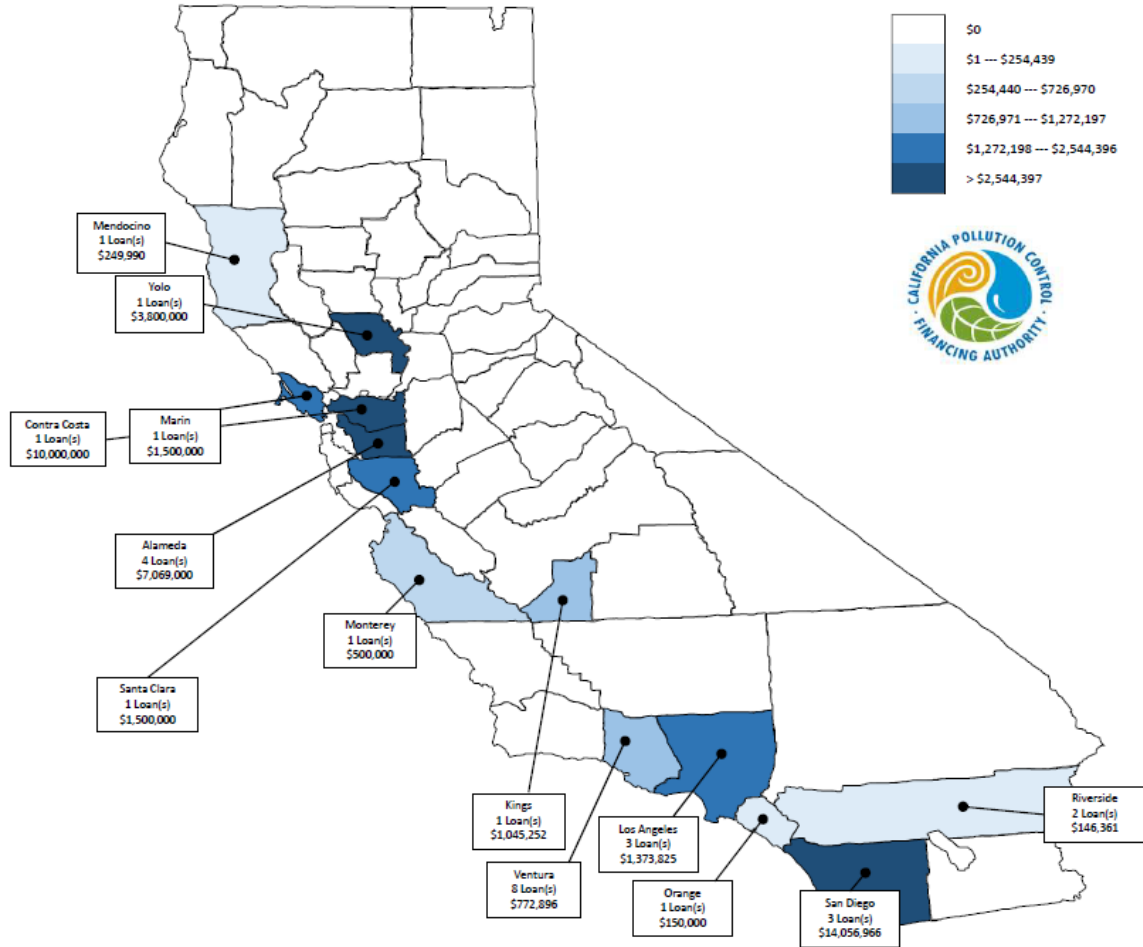 $0
$1 --- $254,439
$254,440 --- $726,970
$726,971 --- $1,272,197
$1,272,198 --- $2,544,396
> $2,544,397
CALIFORNIA POLLUTION CONTROL
FINANCING AUTHORITY
Mendocino
1 Loan(s)
$249,990
Yolo
1 Loan(s)
$3,800,000
Contra Costa
1 Loan(s)
$10,000,000
Marin
1 Loan(s)
$1,500,000
Alameda
4 Loan(s)
$7,069,000
Monterey
1 Loan(s)
$500,000
Santa Clara
1 Loan(s)
$1,500,000
Kings
1 Loan(s)
$1,045,252
Los Angeles
3 Loan(s)
$1,373,825
Riverside
2 Loan(s)
$146,361
Ventura
8 Loan(s)
$772,896
Orange
1 Loan(s)
$150,000
San Diego
3 Loan(s)
$14,056,966